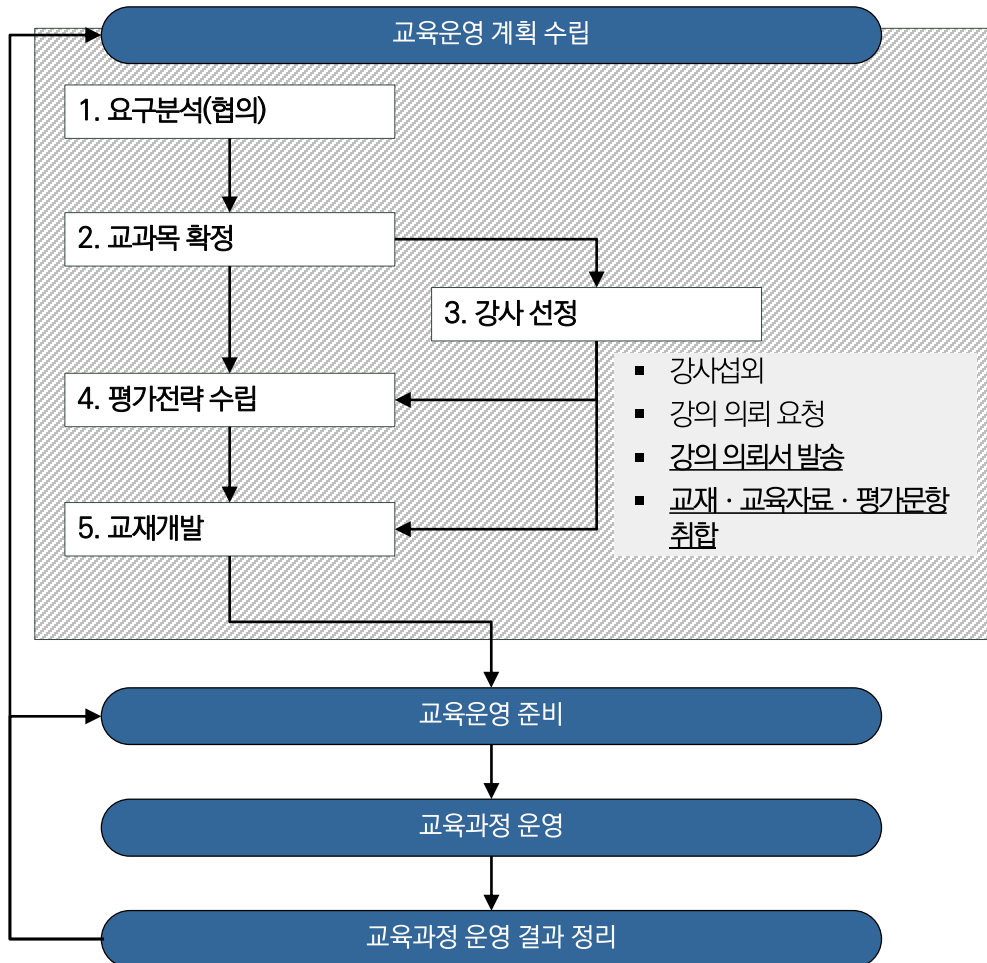 교육운영 계획 수립
1. 요구분석(협의)
2. 교과목 확정
3. 강사 선정
■ 강사섭외
4. 평가전략 수립
■ 강의 의뢰 요청
■ 강의 의뢰서 발송
■ 교재 · 교육자료 · 평가문항
취합
5. 교재개발
교육운영 준비
교육과정 운영
교육과정 운영 결과 정리